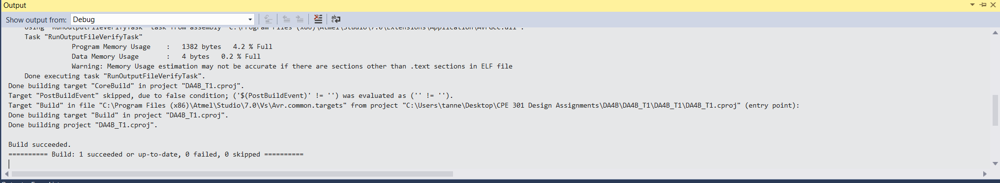 Output
Show output from: Debug
Using "RunOutputFileVerifyTask" task from assembly "C:\Program Files (x86)\Atmel\Studio\7.0\Extensions\Application\AvrGCC.dll".
Task "RunOutputFileVerifyTask"
Program Memory Usage : 1382 bytes 4.2 % Full
Data Memory Usage : 4 bytes 0.2 % Full
Warning: Memory Usage estimation may not be accurate if there are sections other than .text sections in ELF file
Done executing task "RunOutputFileVerifyTask".
Done building target "CoreBuild" in project "DA4B_T1.cproj".
Target "PostBuildEvent" skipped, due to false condition; ('$(PostBuildEvent)' != '') was evaluated as ('' != '').
Target "Build" in file "C:\Program Files (x86)\Atmel\Studio\7.0\Vs\Avr.common.targets" from project "C:\Users\tanne\Desktop\CPE 301 Design Assignments\DA4B\DA4B_T1\DA4B_T1\DA4B_T1.cproj" (entry point):
Done building target "Build" in project "DA4B_T1.cproj".
Done building project "DA4B_T1.cproj".
Build succeeded.
========== Build: 1 succeeded or up-to-date, 0 failed, 0 skipped ==========